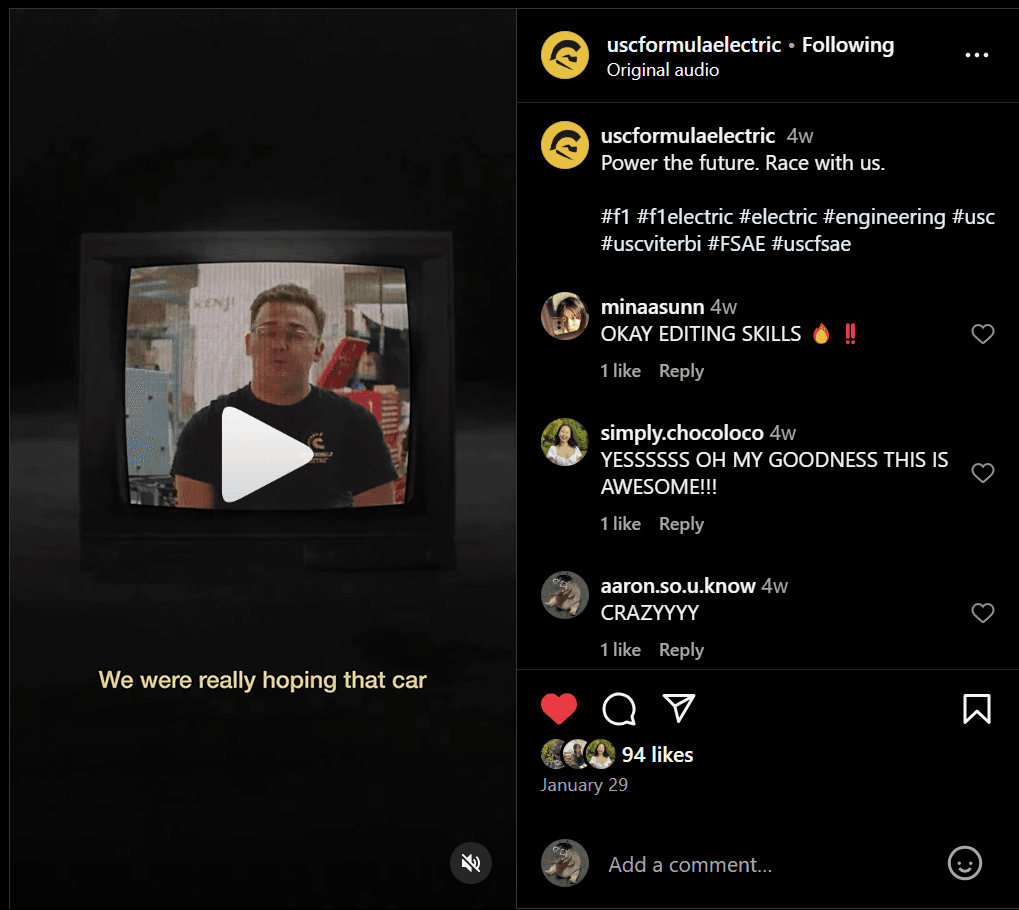 KENJI
We were really hoping that car
uscformulaelectric • Following
Original audio
uscformulaelectric 4w
Power the future. Race with us.
#f1 #f1electric #electric #engineering #usc
#uscviterbi #FSAE #uscfsae
minaasunn 4w
OKAY EDITING SKILLS 🔥 ‼️
1 like Reply
simply.chocoloco 4w
YESSSSSS OH MY GOODNESS THIS IS
AWESOME!!!
1 like Reply
aaron.so.u.know 4w
CRAZYYYY
1 like Reply
94 likes
January 29
Add a comment...